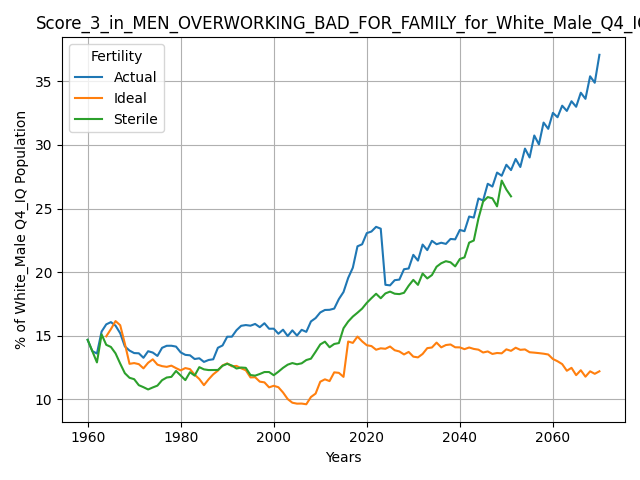 Score_3_in_MEN_OVERWORKING_BAD_FOR_FAMILY_for_White_Male_Q4_IQ
Fertility
Actual
Ideal
Sterile
% of White_Male Q4_IQ Population
35
30
25
20
15
10
1960
1980
2000
2020
2040
2060
Years